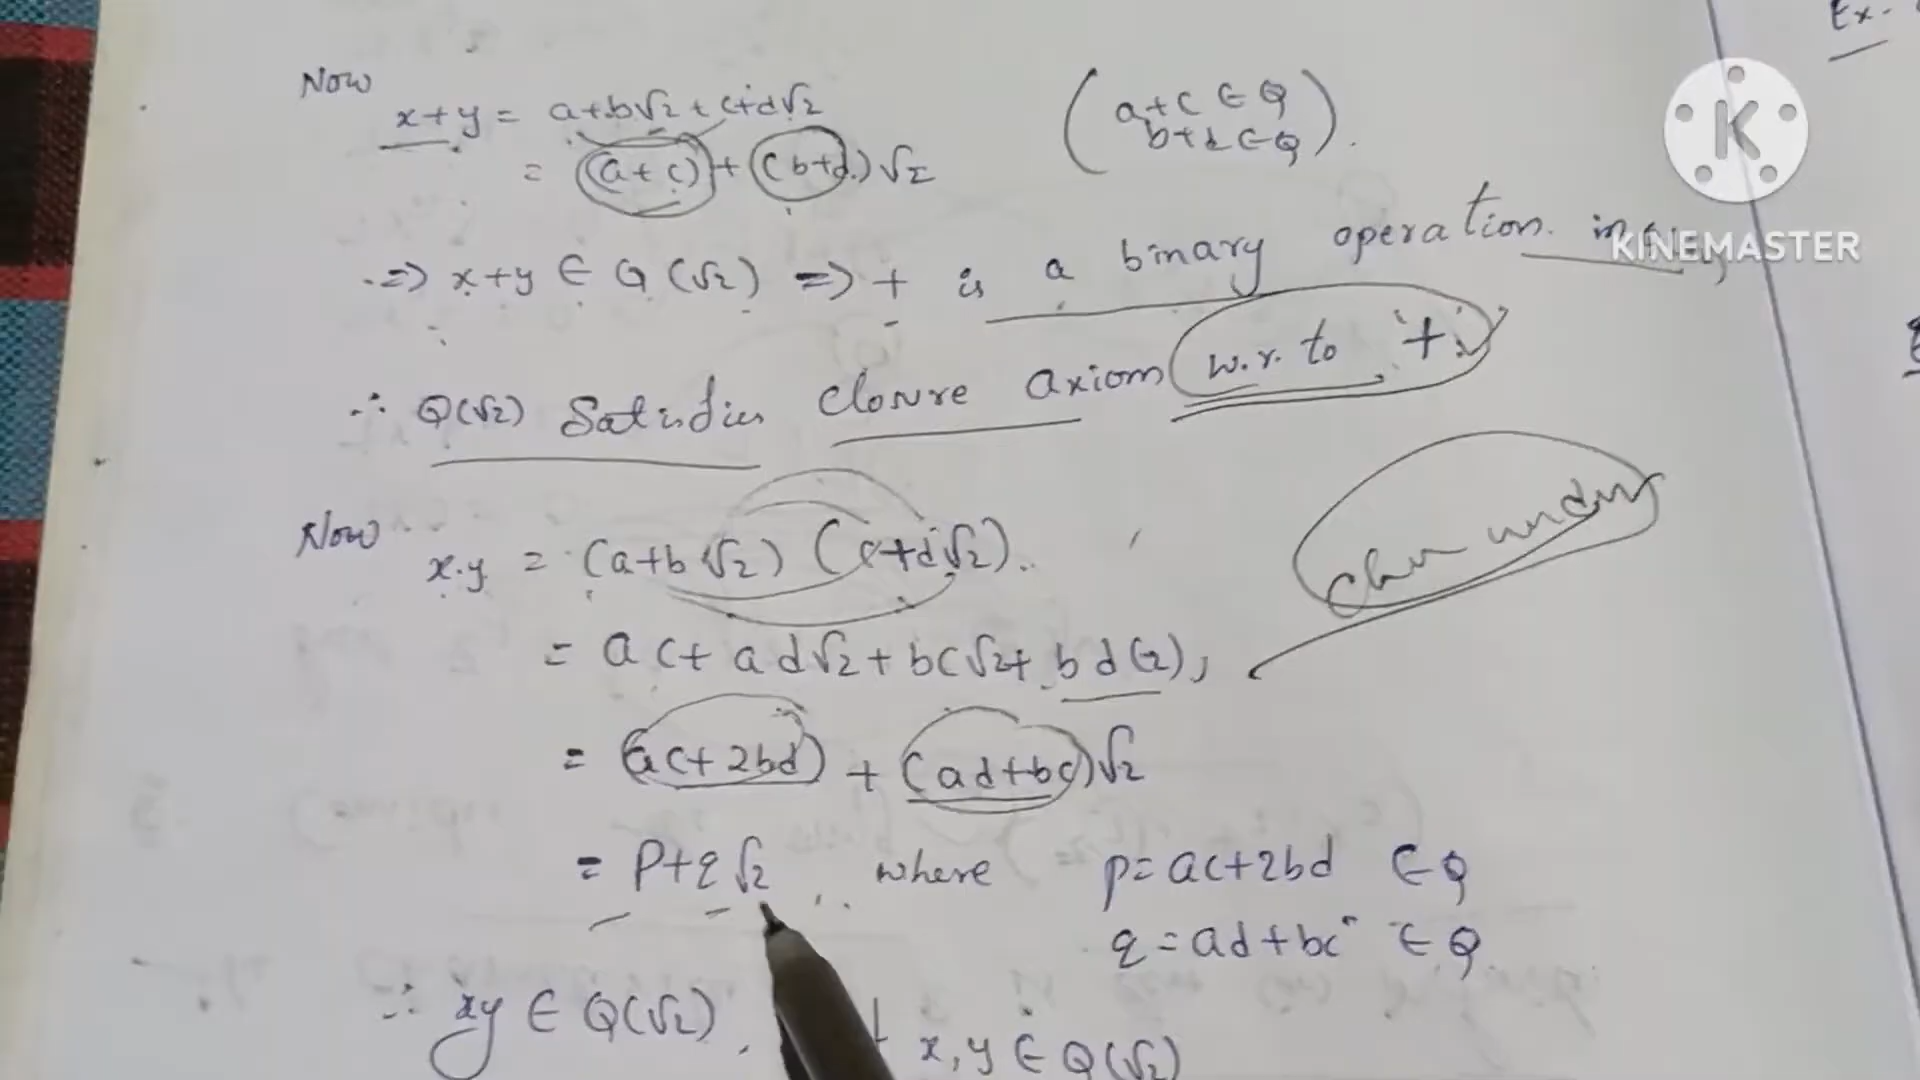 Ex.
Now
x+y = a+b√2 + c+d√2
(a+c ∈ Q
b+d ∈ Q).
= (a+c) + (b+d)√2
K
KINEMASTER
⇒ x+y ∈ Q(√2) ⇒ + is a binary operation in
∴ Q(√2) Satisfies closure axiom w.r. to '+'
Now
x.y = (a+b√2) (c+d√2).
= ac+ad√2+bc√2+bd(2),
= (ac+2bd) + (ad+bc)√2
= p+q√2, where p=ac+2bd ∈ Q
q=ad+bc ∈ Q
∴ xy ∈ Q(√2),
x,y ∈ Q(√2)